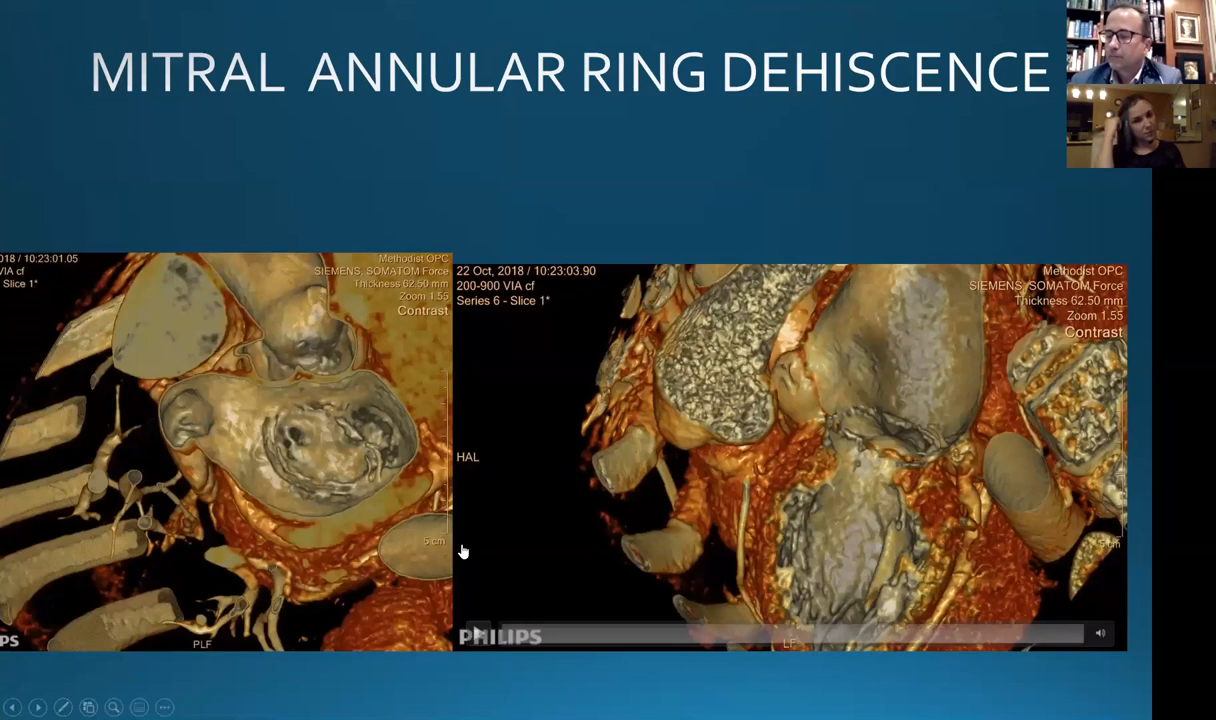 MITRAL ANNULAR RING DEHISCENCE
018 / 10:23:01.05
VIA cf
Slice 1*
Methodist OPC
SIEMENS, SOMATOM Force
Thickness 62.50 mm
Zoom 1.55
Contrast
5 cm
PS
PLF
22 Oct, 2018 / 10:23:03.90
200-900 VIA cf
Series 6 - Slice 1*
Methodist OPC
SIEMENS, SOMATOM Force
Thickness 62.50 mm
Zoom 1.55
Contrast
HAL
5 cm
PHILIPS
LF